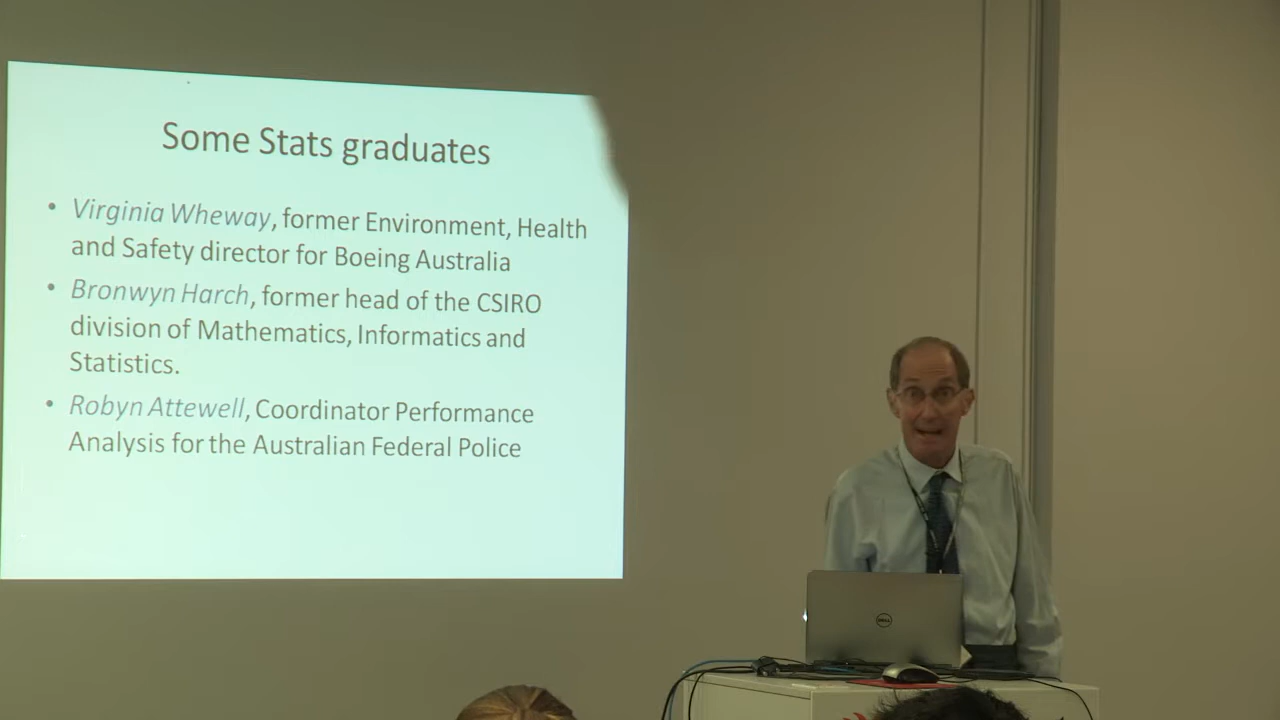 Some Stats graduates
• Virginia Wheway, former Environment, Health
and Safety director for Boeing Australia
• Bronwyn Harch, former head of the CSIRO
division of Mathematics, Informatics and
Statistics.
• Robyn Attewell, Coordinator Performance
Analysis for the Australian Federal Police
DELL